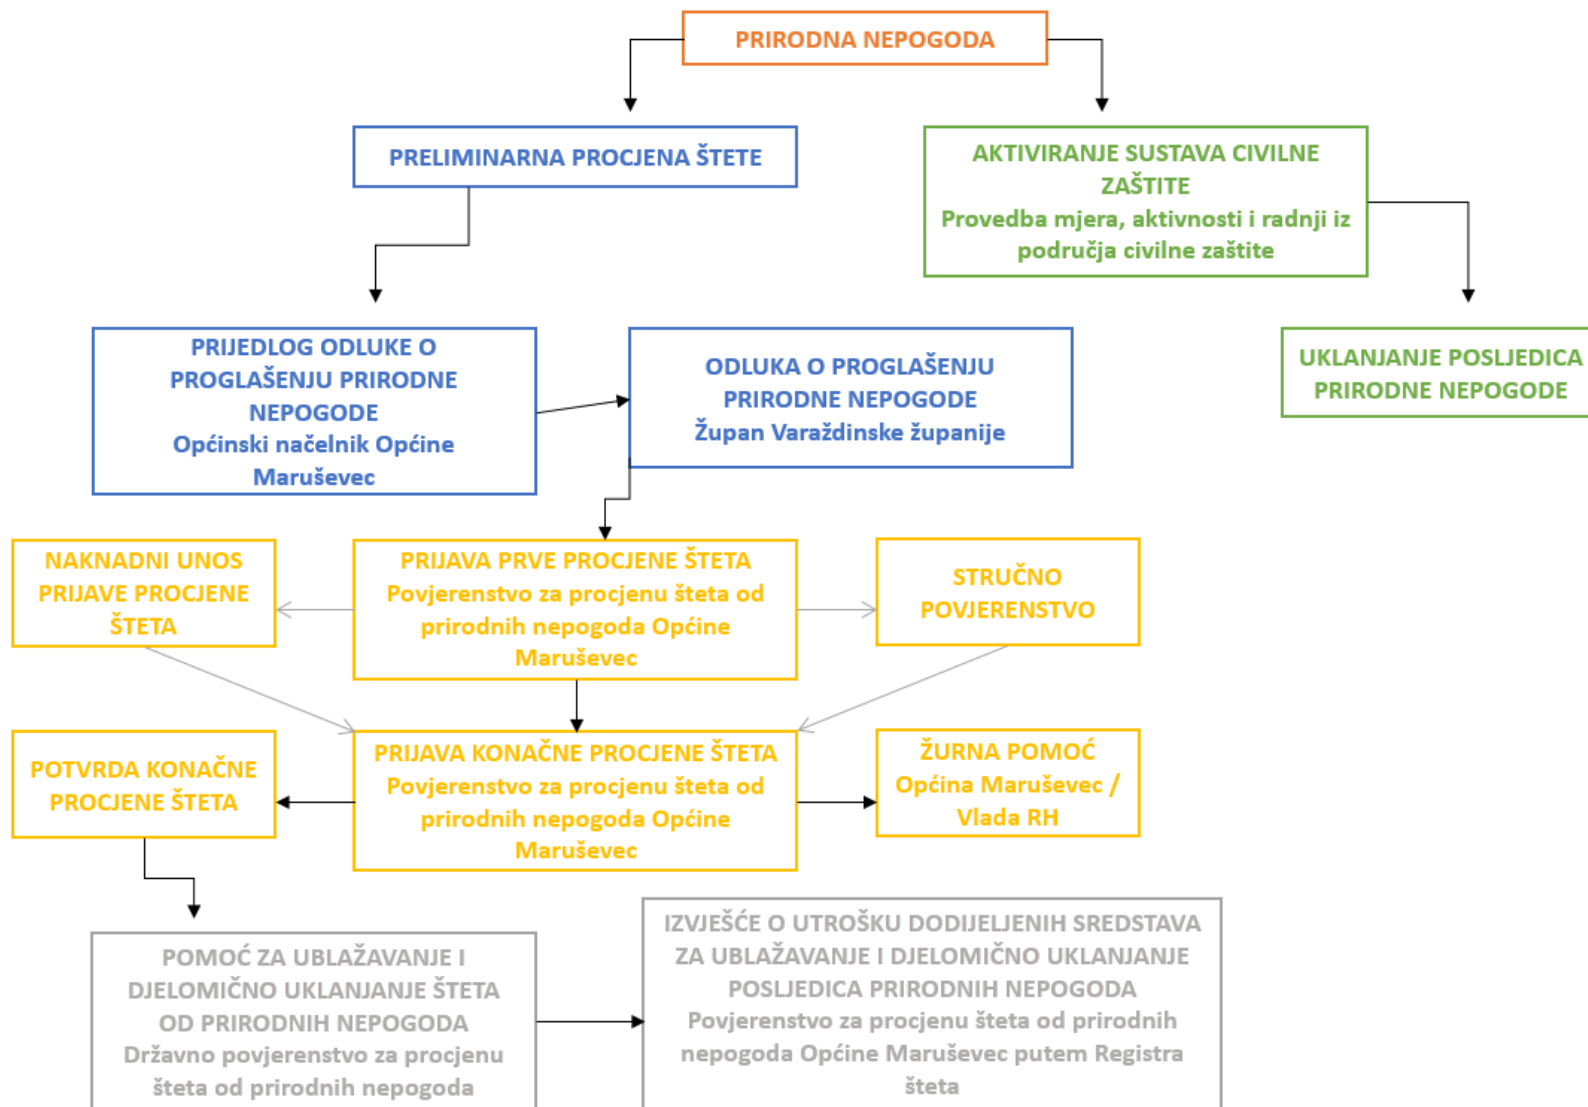 PRIRODNA NEPOGODA
PRELIMINARNA PROCJENA ŠTETE
AKTIVIRANJE SUSTAVA CIVILNE
ZAŠTITE
Provedba mjera, aktivnosti i radnji iz
područja civilne zaštite
PRIJEDLOG ODLUKE O
PROGLAŠENJU PRIRODNE
NEPOGODE
Općinski načelnik Općine
Maruševec
ODLUKA O PROGLAŠENJU
PRIRODNE NEPOGODE
Župan Varaždinske županije
UKLANJANJE POSLJEDICA
PRIRODNE NEPOGODE
NAKNADNI UNOS
PRIJAVE PROCJENE
ŠTETA
PRIJAVA PRVE PROCJENE ŠTETA
Povjerenstvo za procjenu šteta od
prirodnih nepogoda Općine
Maruševec
STRUČNO
POVJERENSTVO
POTVRDA KONAČNE
PROCJENE ŠTETA
PRIJAVA KONAČNE PROCJENE ŠTETA
Povjerenstvo za procjenu šteta od
prirodnih nepogoda Općine
Maruševec
ŽURNA POMOĆ
Općina Maruševec /
Vlada RH
POMOĆ ZA UBLAŽAVANJE I
DJELOMIČNO UKLANJANJE ŠTETA
OD PRIRODNIH NEPOGODA
Državno povjerenstvo za procjenu
šteta od prirodnih nepogoda
IZVJEŠĆE O UTROŠKU DODIJELJENIH SREDSTAVA
ZA UBLAŽAVANJE I DJELOMIČNO UKLANJANJE
POSLJEDICA PRIRODNIH NEPOGODA
Povjerenstvo za procjenu šteta od prirodnih
nepogoda Općine Maruševec putem Registra
šteta